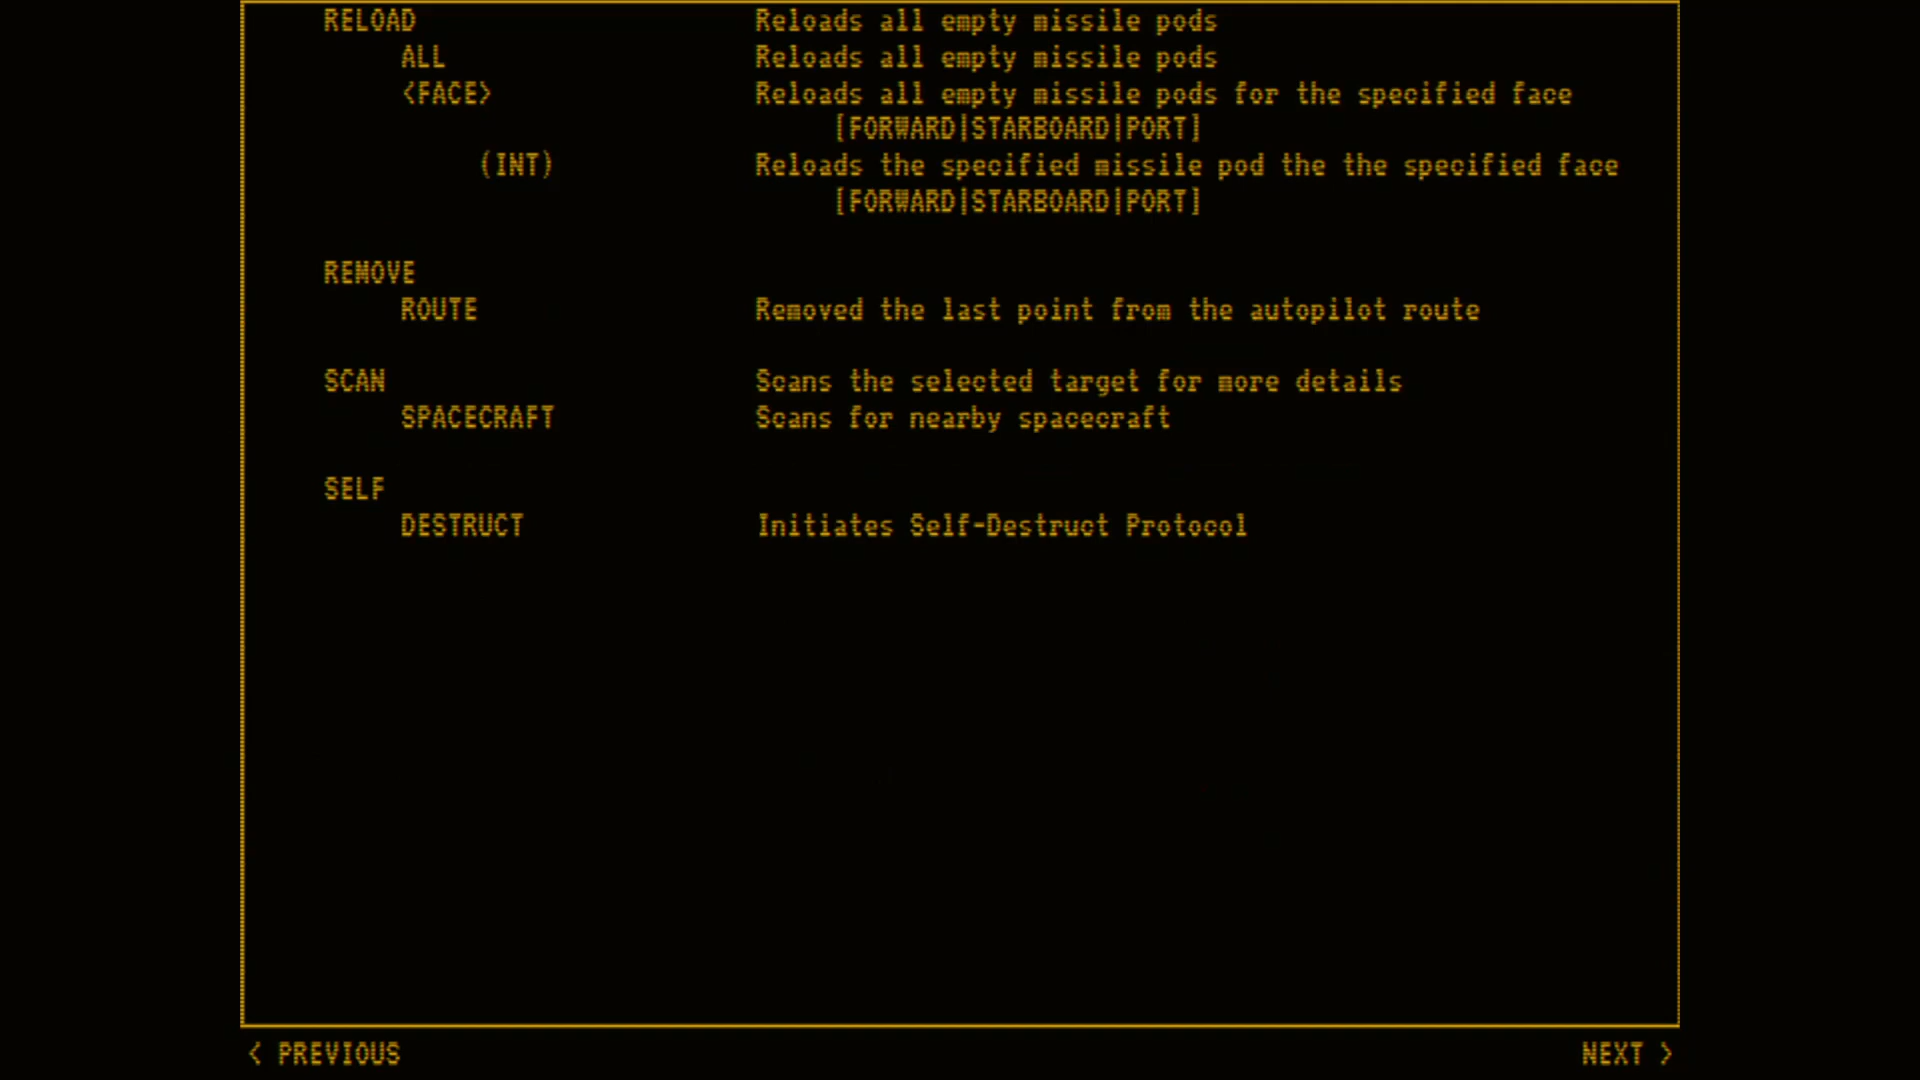 RELOAD Reloads all empty missile pods
ALL Reloads all empty missile pods
<FACE> Reloads all empty missile pods for the specified face
[FORWARD|STARBOARD|PORT]
(INT) Reloads the specified missile pod the the specified face
[FORWARD|STARBOARD|PORT]
REMOVE
ROUTE Removed the last point from the autopilot route
SCAN Scans the selected target for more details
SPACECRAFT Scans for nearby spacecraft
SELF
DESTRUCT Initiates Self-Destruct Protocol
< PREVIOUS NEXT >